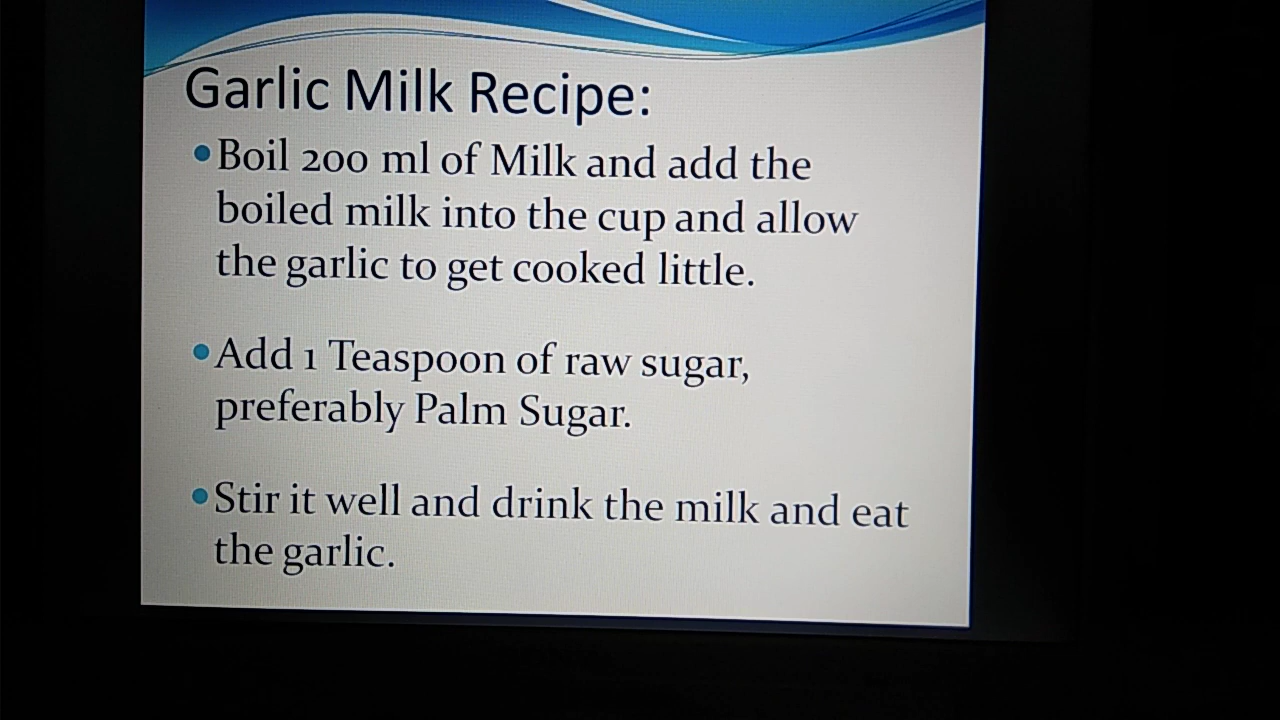 Garlic Milk Recipe:
•Boil 200 ml of Milk and add the
boiled milk into the cup and allow
the garlic to get cooked little.
•Add 1 Teaspoon of raw sugar,
preferably Palm Sugar.
•Stir it well and drink the milk and eat
the garlic.